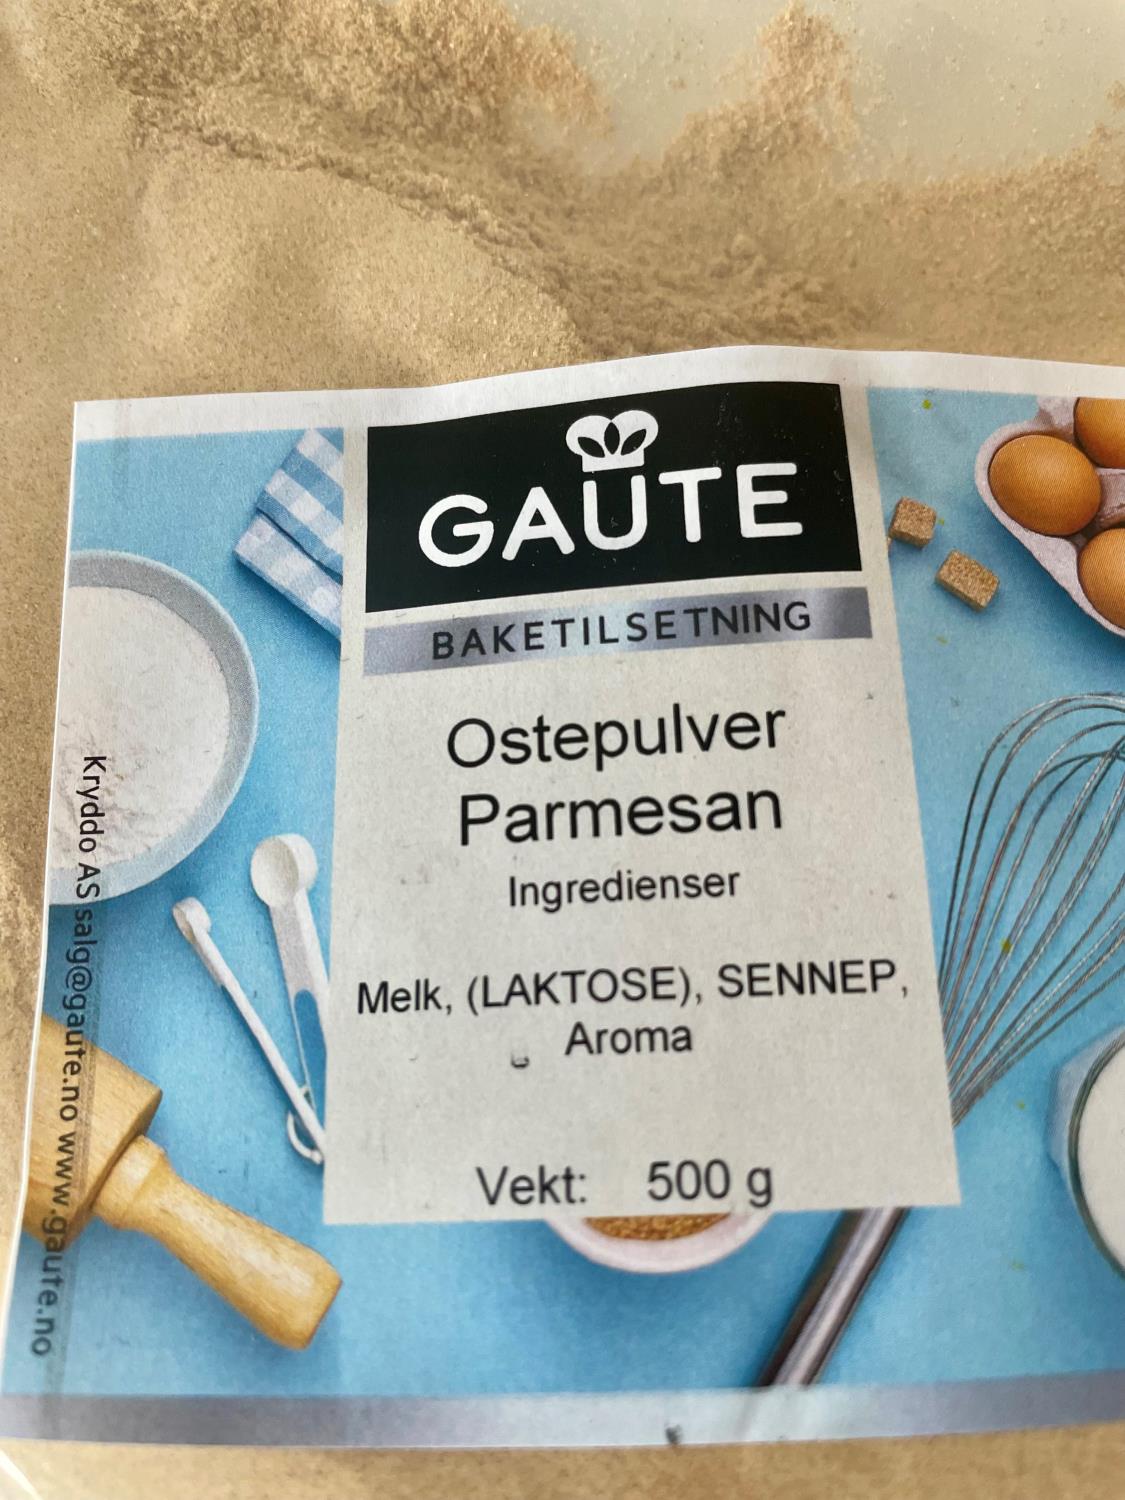 GAUTE
BAKETILSETNING
Ostepulver
Parmesan
Ingredienser
Melk, (LAKTOSE), SENNEP,
Aroma
Vekt: 500 g
Kryddo AS salg@gaute.no www.gaute.no